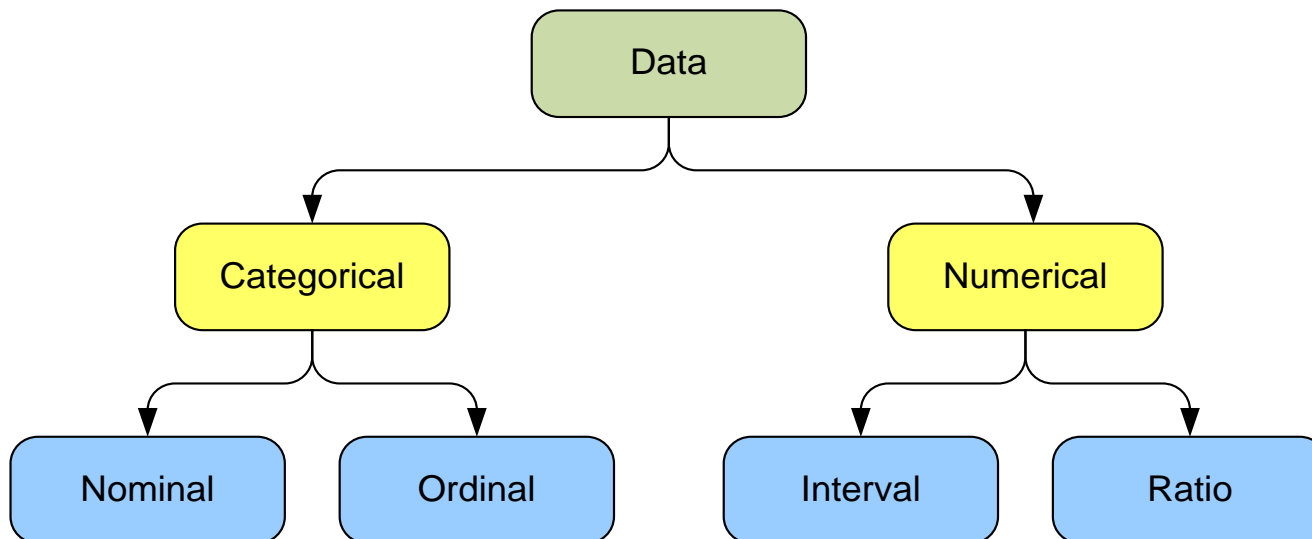 Data
Categorical
Numerical
Nominal
Ordinal
Interval
Ratio